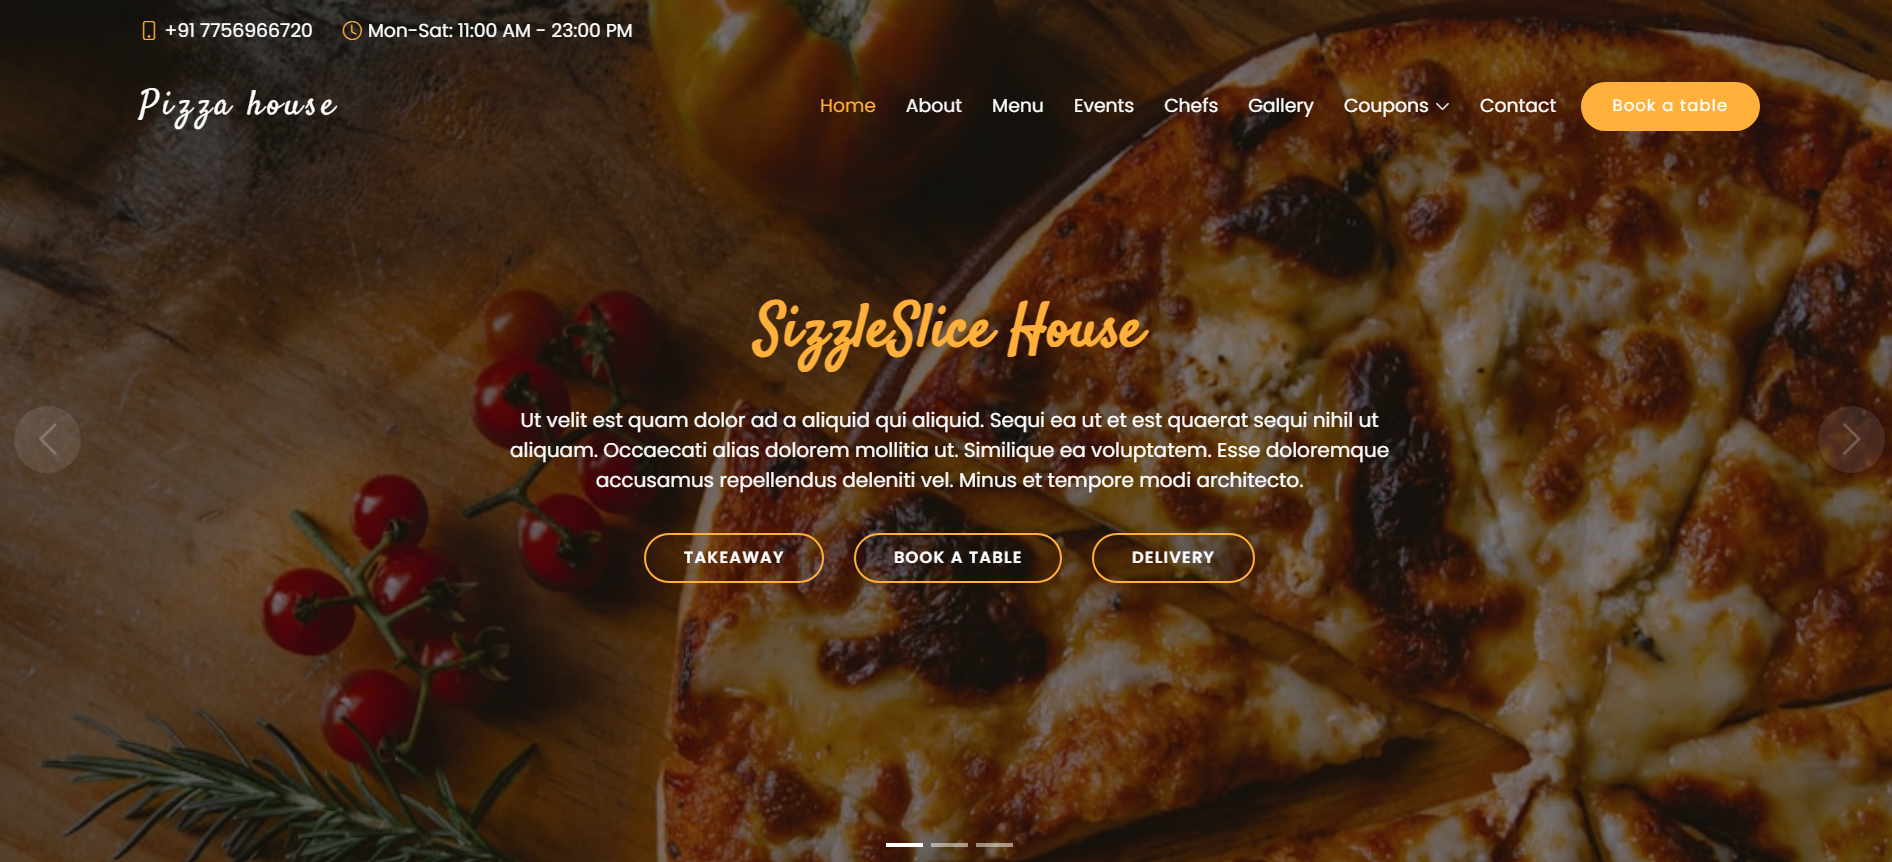 +91 7756966720 Mon-Sat: 11:00 AM - 23:00 PM
Pizza house
Home About Menu Events Chefs Gallery Coupons Contact Book a table
SizzleSlice House
Ut velit est quam dolor ad a aliquid qui aliquid. Sequi ea ut et est quaerat sequi nihil ut
aliquam. Occaecati alias dolorem mollitia ut. Similique ea voluptatem. Esse doloremque
accusamus repellendus deleniti vel. Minus et tempore modi architecto.
TAKEAWAY BOOK A TABLE DELIVERY